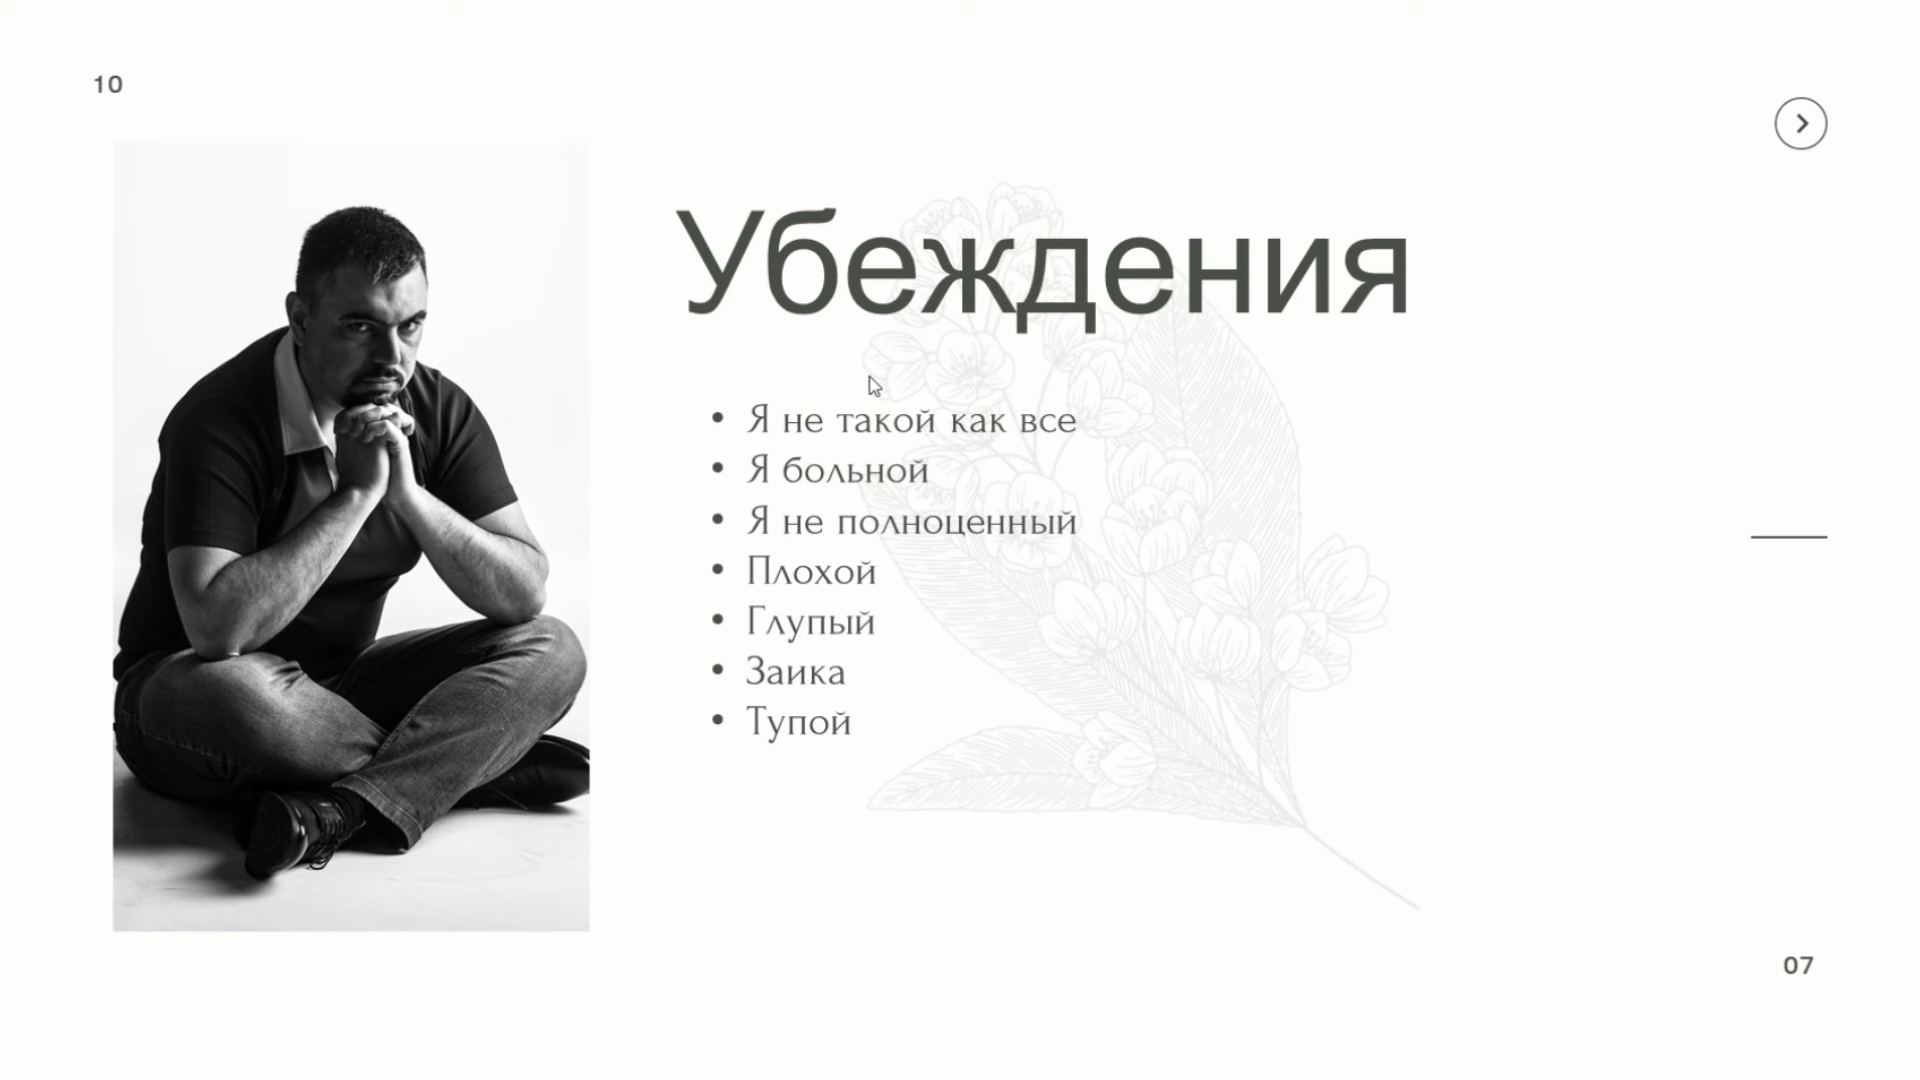 10
Убеждения
• Я не такой как все
• Я больной
• Я не полноценный
• Плохой
• Глупый
• Заика
• Тупой
07